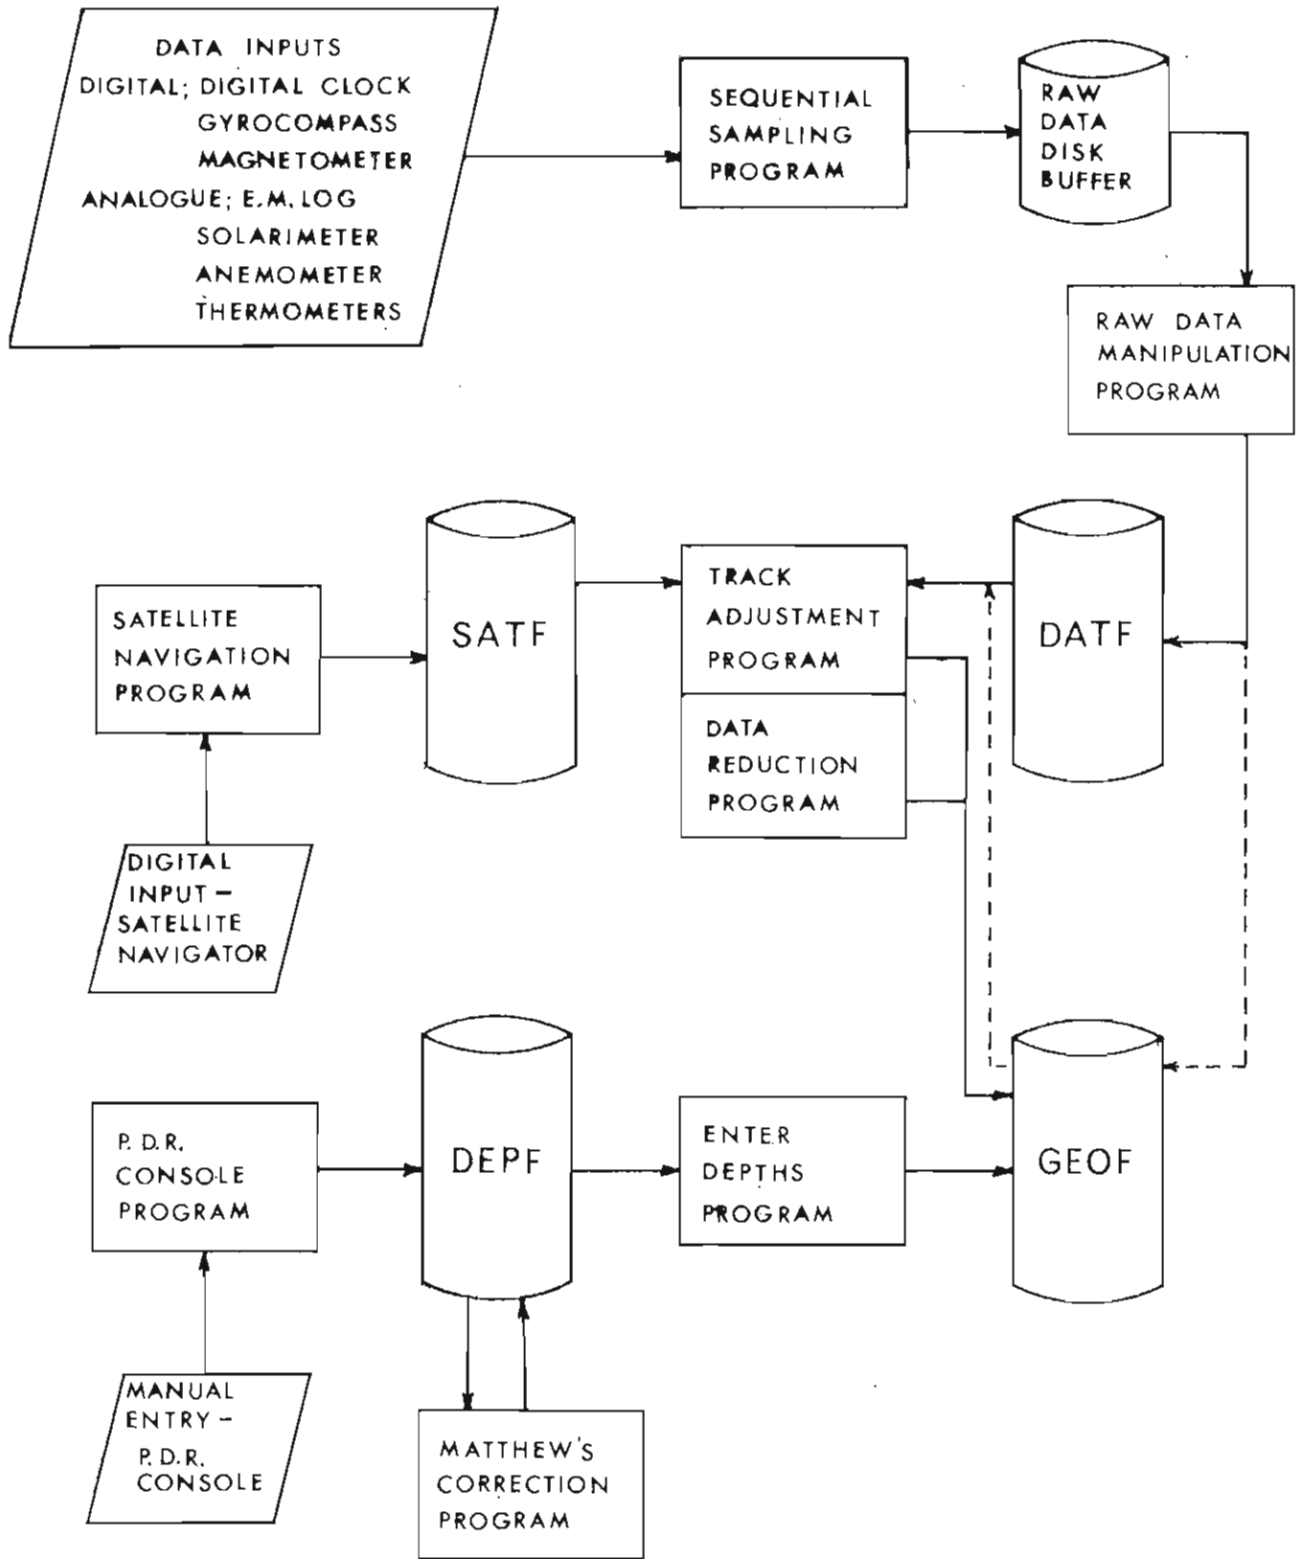 DATA INPUTS
DIGITAL; DIGITAL CLOCK
GYROCOMPASS
MAGNETOMETER
ANALOGUE; E.M. LOG
SOLARIMETER
ANEMOMETER
THERMOMETERS
SEQUENTIAL
SAMPLING
PROGRAM
RAW
DATA
DISK
BUFFER
RAW DATA
MANIPULATION
PROGRAM
SATELLITE
NAVIGATION
PROGRAM
SATF
TRACK
ADJUSTMENT
PROGRAM
DATA
REDUCTION
PROGRAM
DATF
DIGITAL
INPUT –
SATELLITE
NAVIGATOR
P.D.R.
CONSOLE
PROGRAM
DEPF
ENTER
DEPTHS
PROGRAM
GEOF
MANUAL
ENTRY –
P.D.R.
CONSOLE
MATTHEW'S
CORRECTION
PROGRAM